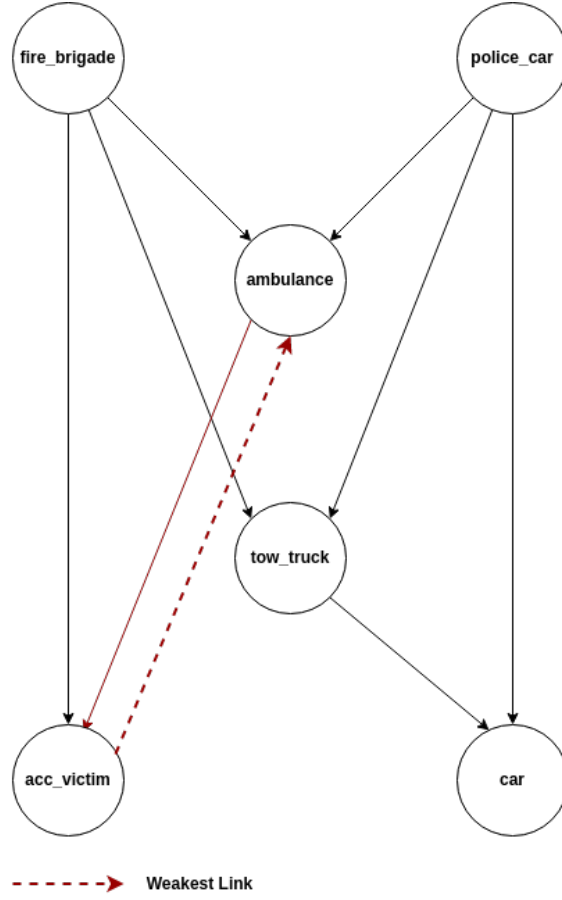 fire_brigade
police_car
ambulance
tow_truck
acc_victim
car
Weakest Link